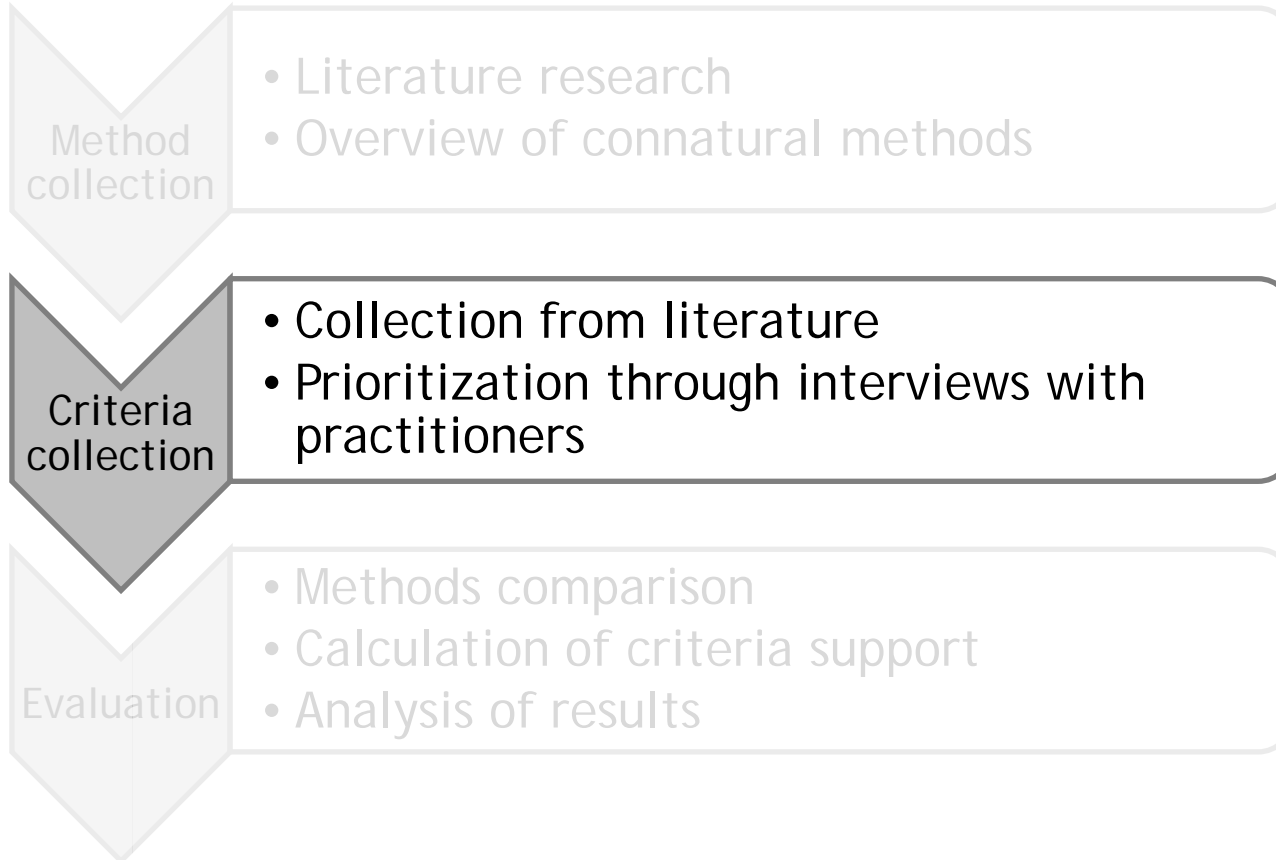 Method
collection
• Literature research
• Overview of connatural methods
Criteria
collection
• Collection from literature
• Prioritization through interviews with
practitioners
Evaluation
• Methods comparison
• Calculation of criteria support
• Analysis of results